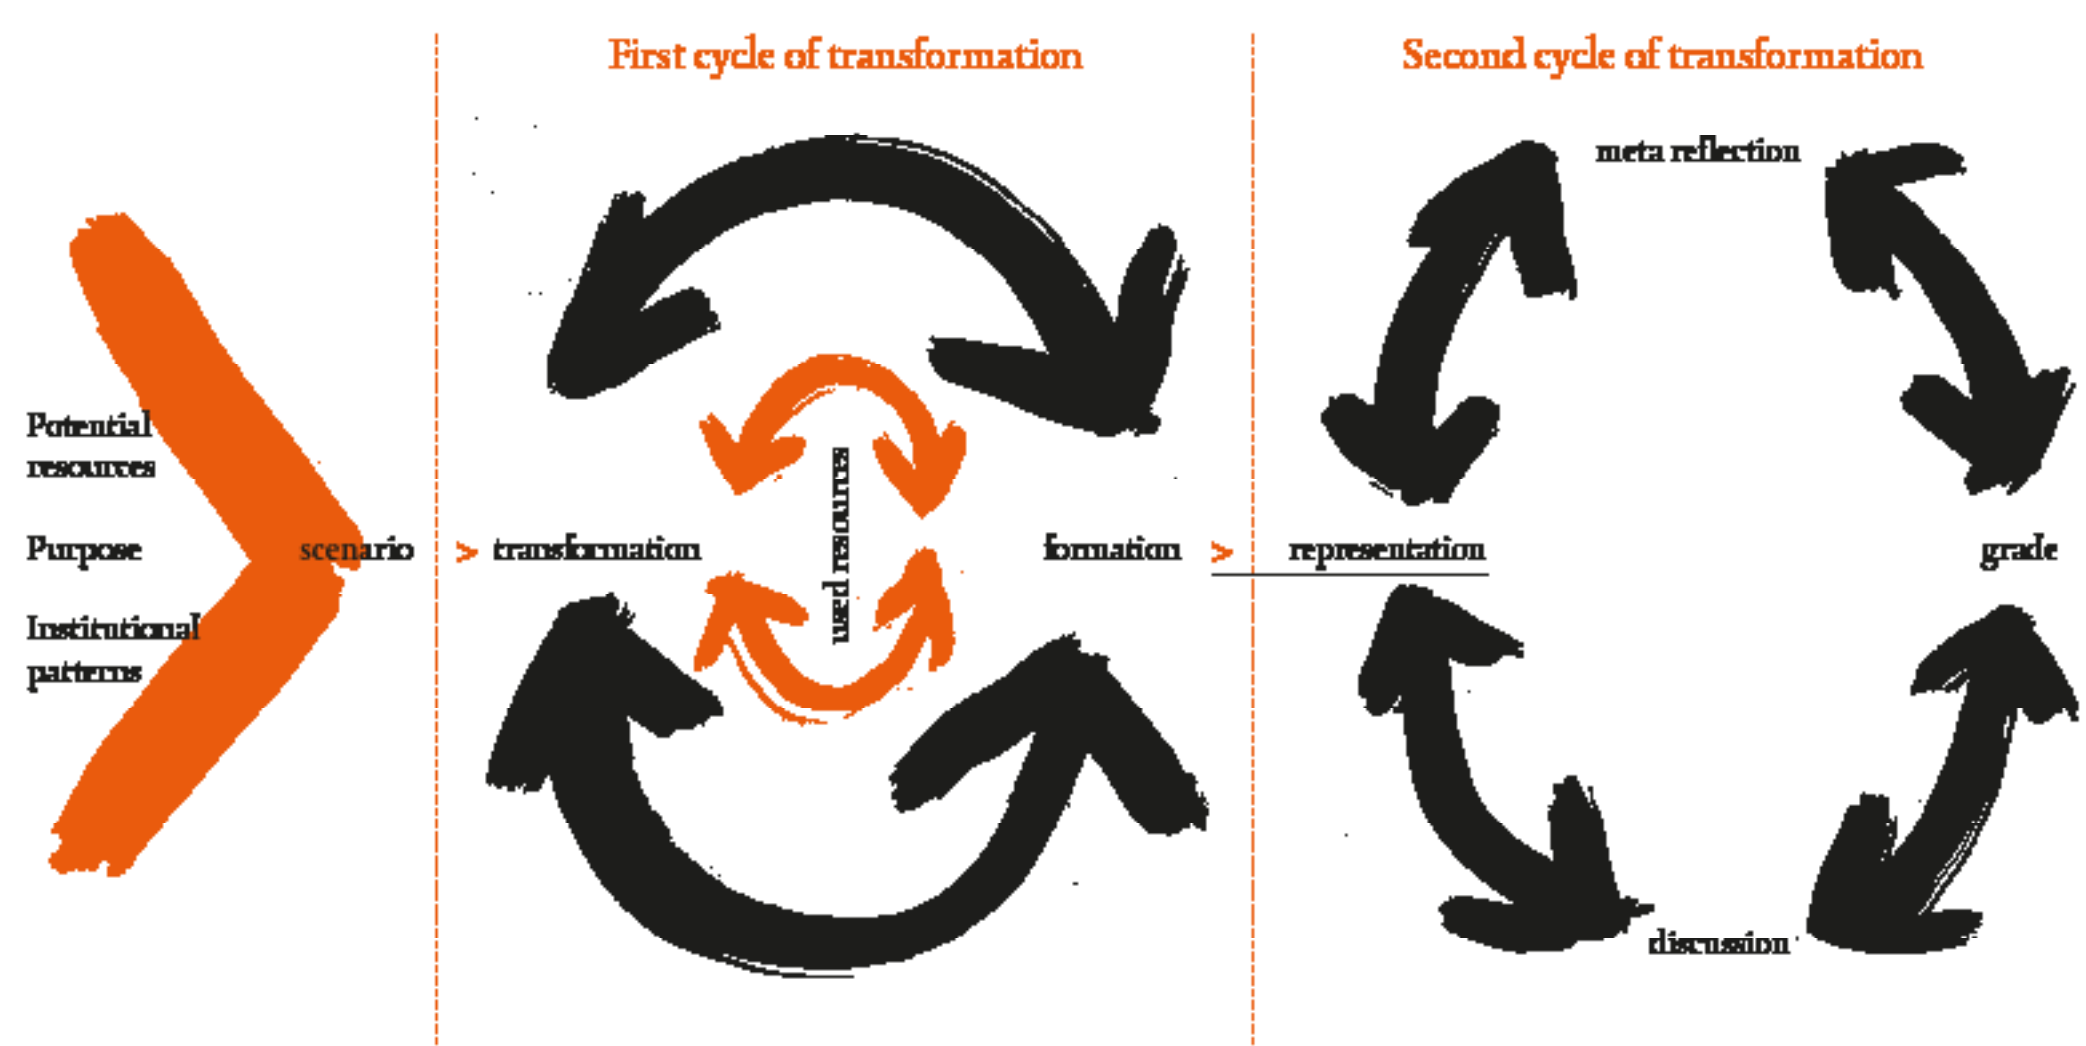 First cycle of transformation
Second cycle of transformation
meta reflection
Potential
resources
Purpose
scenario
> transformation
used resources
formation >
representation
grade
Institutional
patterns
discussion